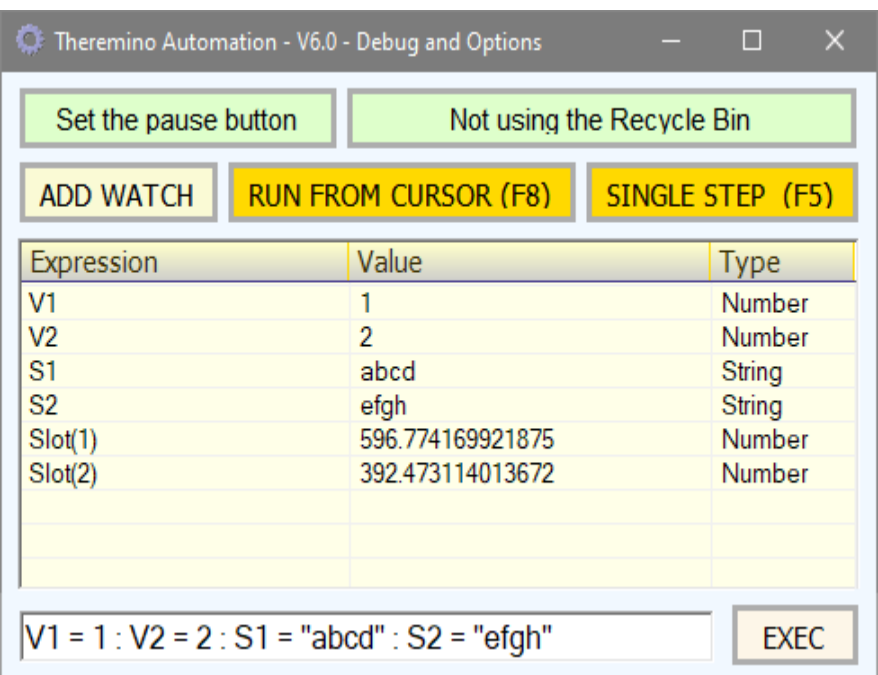 Theremino Automation - V6.0 - Debug and Options
Set the pause button Not using the Recycle Bin
ADD WATCH RUN FROM CURSOR (F8) SINGLE STEP (F5)
Expression Value Type
V1 1 Number
V2 2 Number
S1 abcd String
S2 efgh String
Slot(1) 596.774169921875 Number
Slot(2) 392.473114013672 Number
V1 = 1 : V2 = 2 : S1 = "abcd" : S2 = "efgh" EXEC